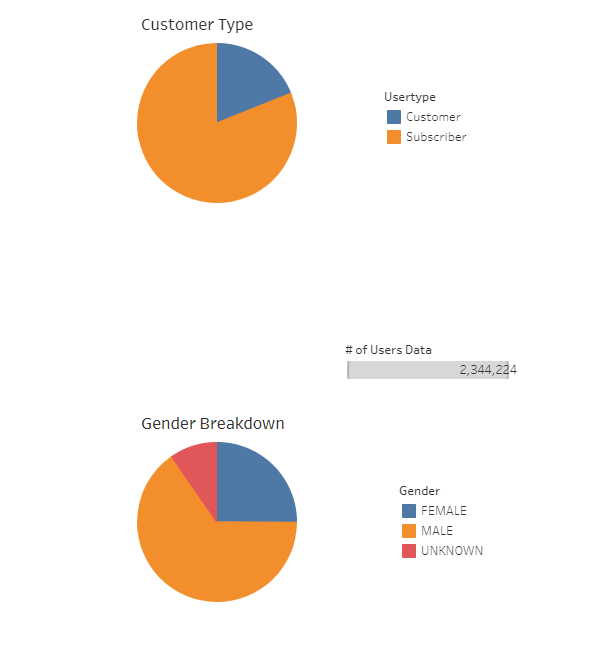 Customer Type
Usertype
Customer
Subscriber
# of Users Data
2,344,224
Gender Breakdown
Gender
FEMALE
MALE
UNKNOWN